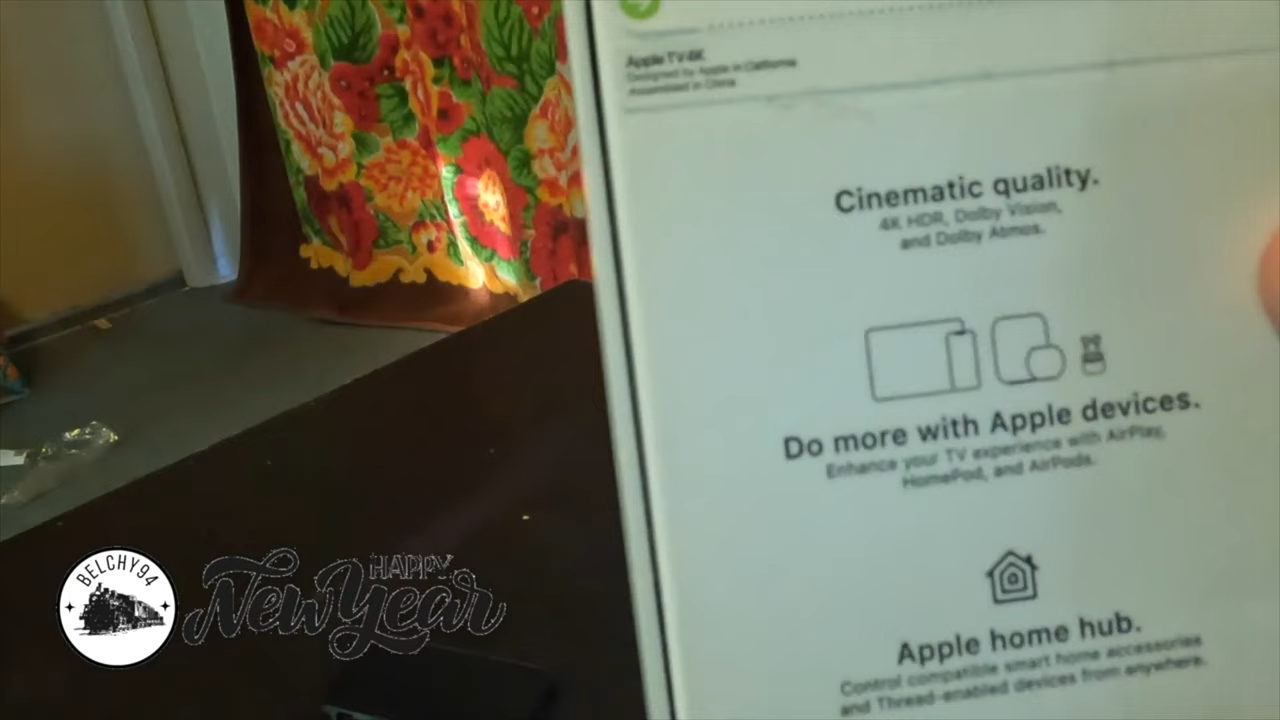 Apple TV 4K
Designed by Apple in California
Assembled in China
Cinematic quality.
4K HDR, Dolby Vision,
and Dolby Atmos.
Do more with Apple devices.
Enhance your TV experience with AirPlay,
HomePod, and AirPods.
Apple home hub.
Control compatible smart home accessories
and Thread-enabled devices from anywhere.
BELCHY94
HAPPY
New Year